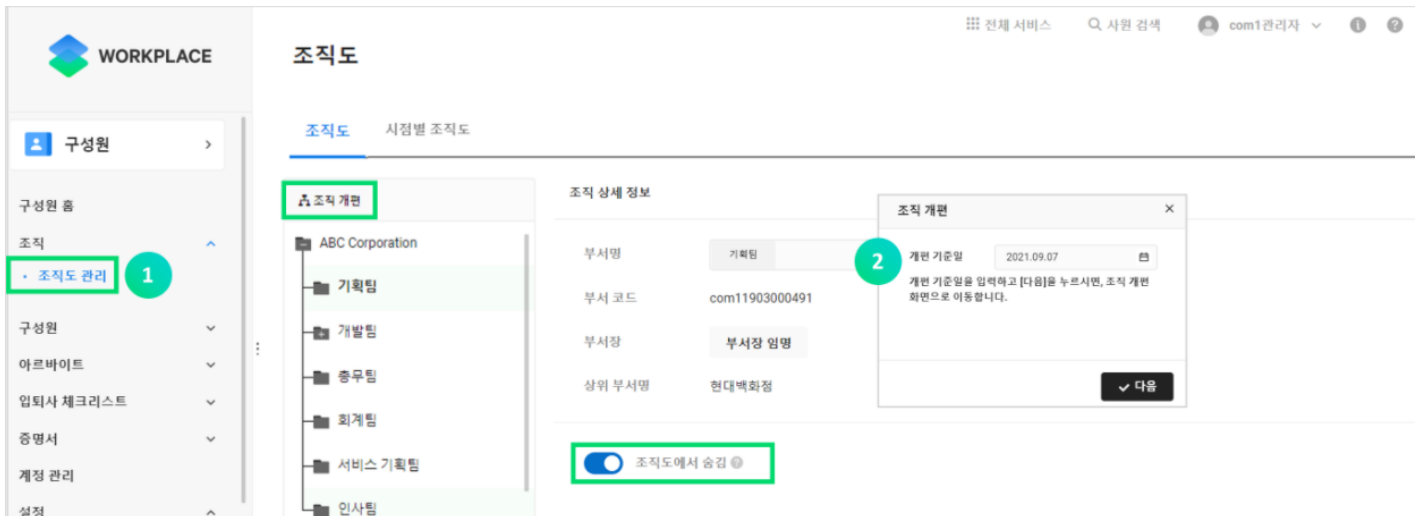 WORKPLACE
전체 서비스 사원 검색 com1관리자
조직도
구성원
조직도 시점별 조직도
구성원 홈
조직
· 조직도 관리 1
구성원
아르바이트
입퇴사 체크리스트
증명서
계정 관리
설정
조직 개편
ABC Corporation
기획팀
개발팀
총무팀
회계팀
서비스 기획팀
인사팀
조직 상세 정보
부서명 기획팀
부서 코드 com11903000491
부서장 부서장 임명
상위 부서명 현대백화점
조직도에서 숨김
조직 개편 ×
2 개편 기준일 2021.09.07
개편 기준일을 입력하고 [다음]을 누르시면, 조직 개편
화면으로 이동합니다.
다음